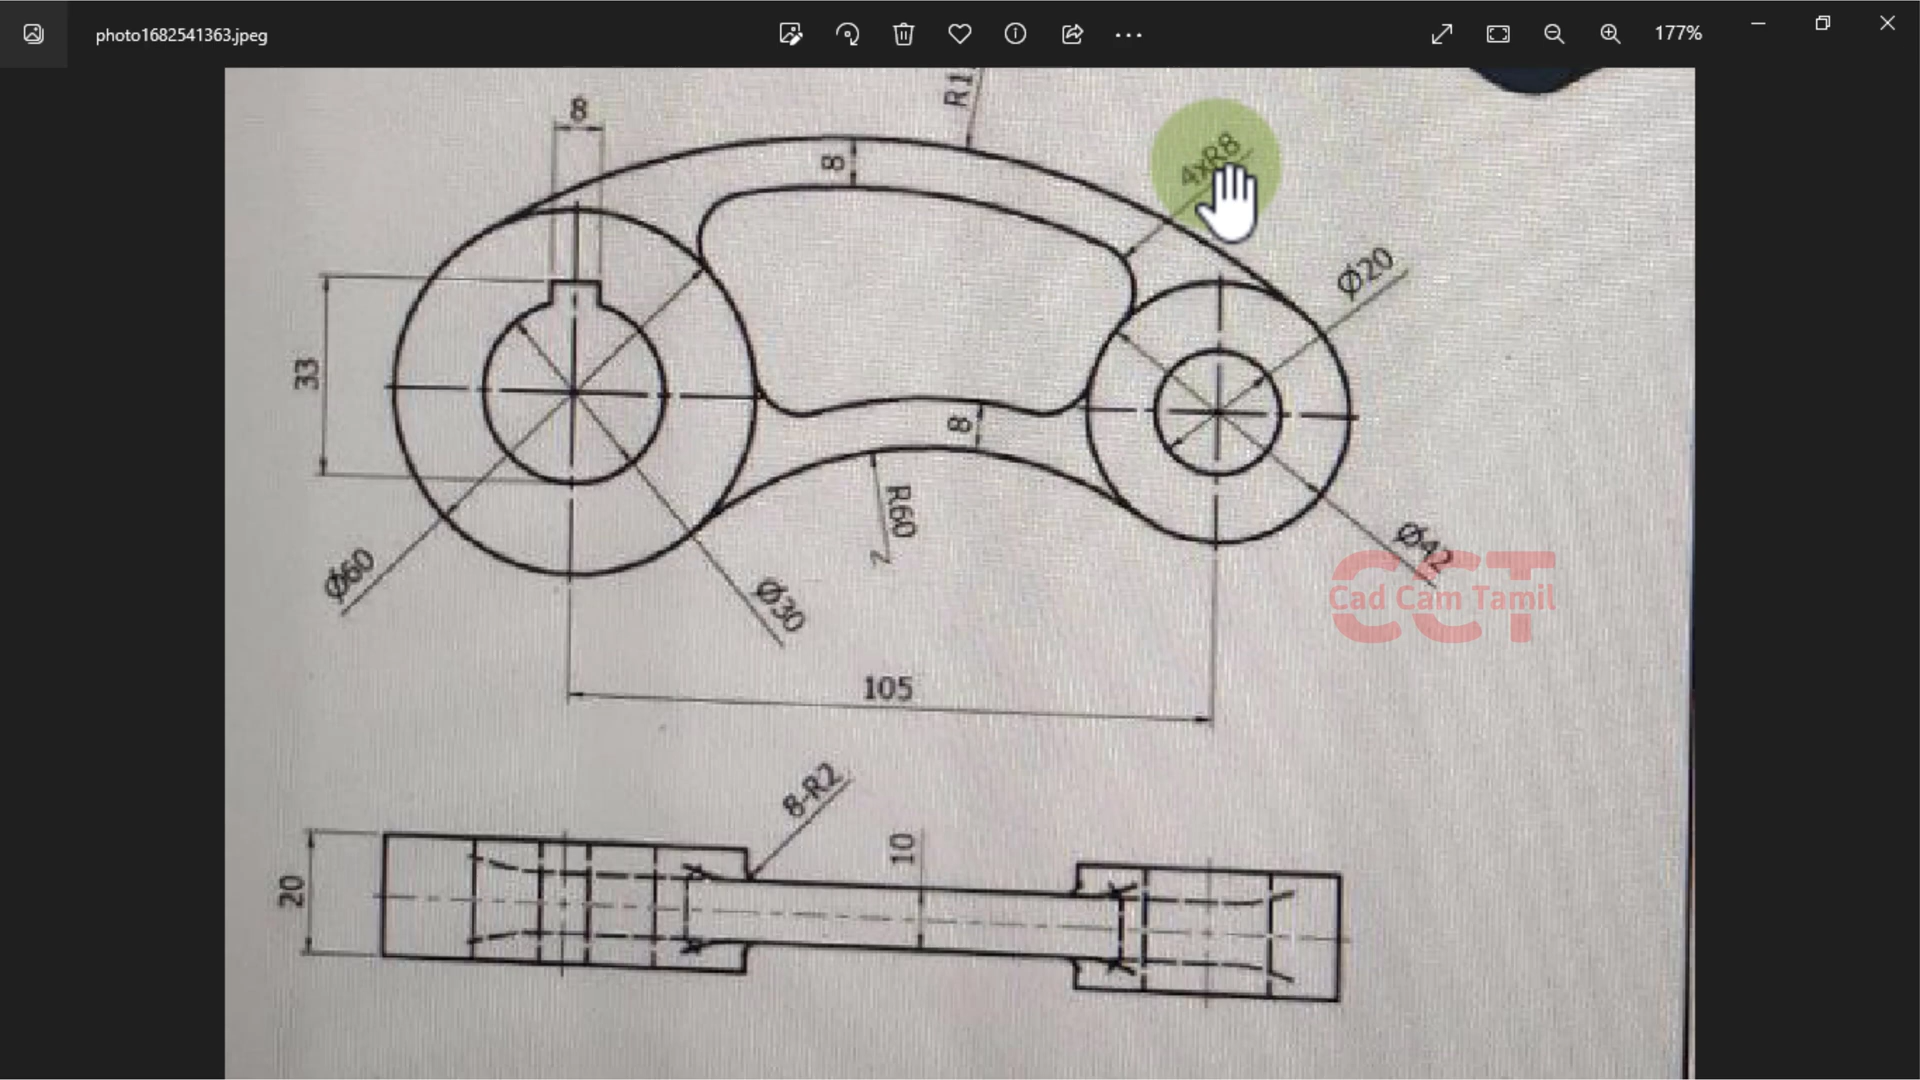 photo1682541363.jpeg
177%
8
8
4xR8
Ø20
33
8
R60
Ø60
Ø30
Ø42
CCT
Cad Cam Tamil
105
8-R2
10
20